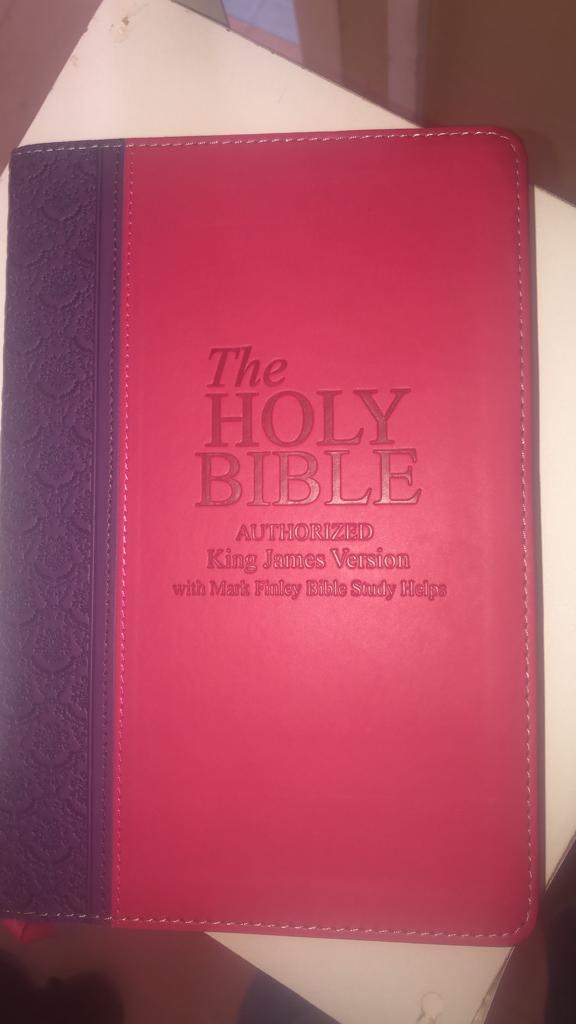 The
HOLY
BIBLE
AUTHORIZED
King James Version
with Mark Finley Bible Study Helps